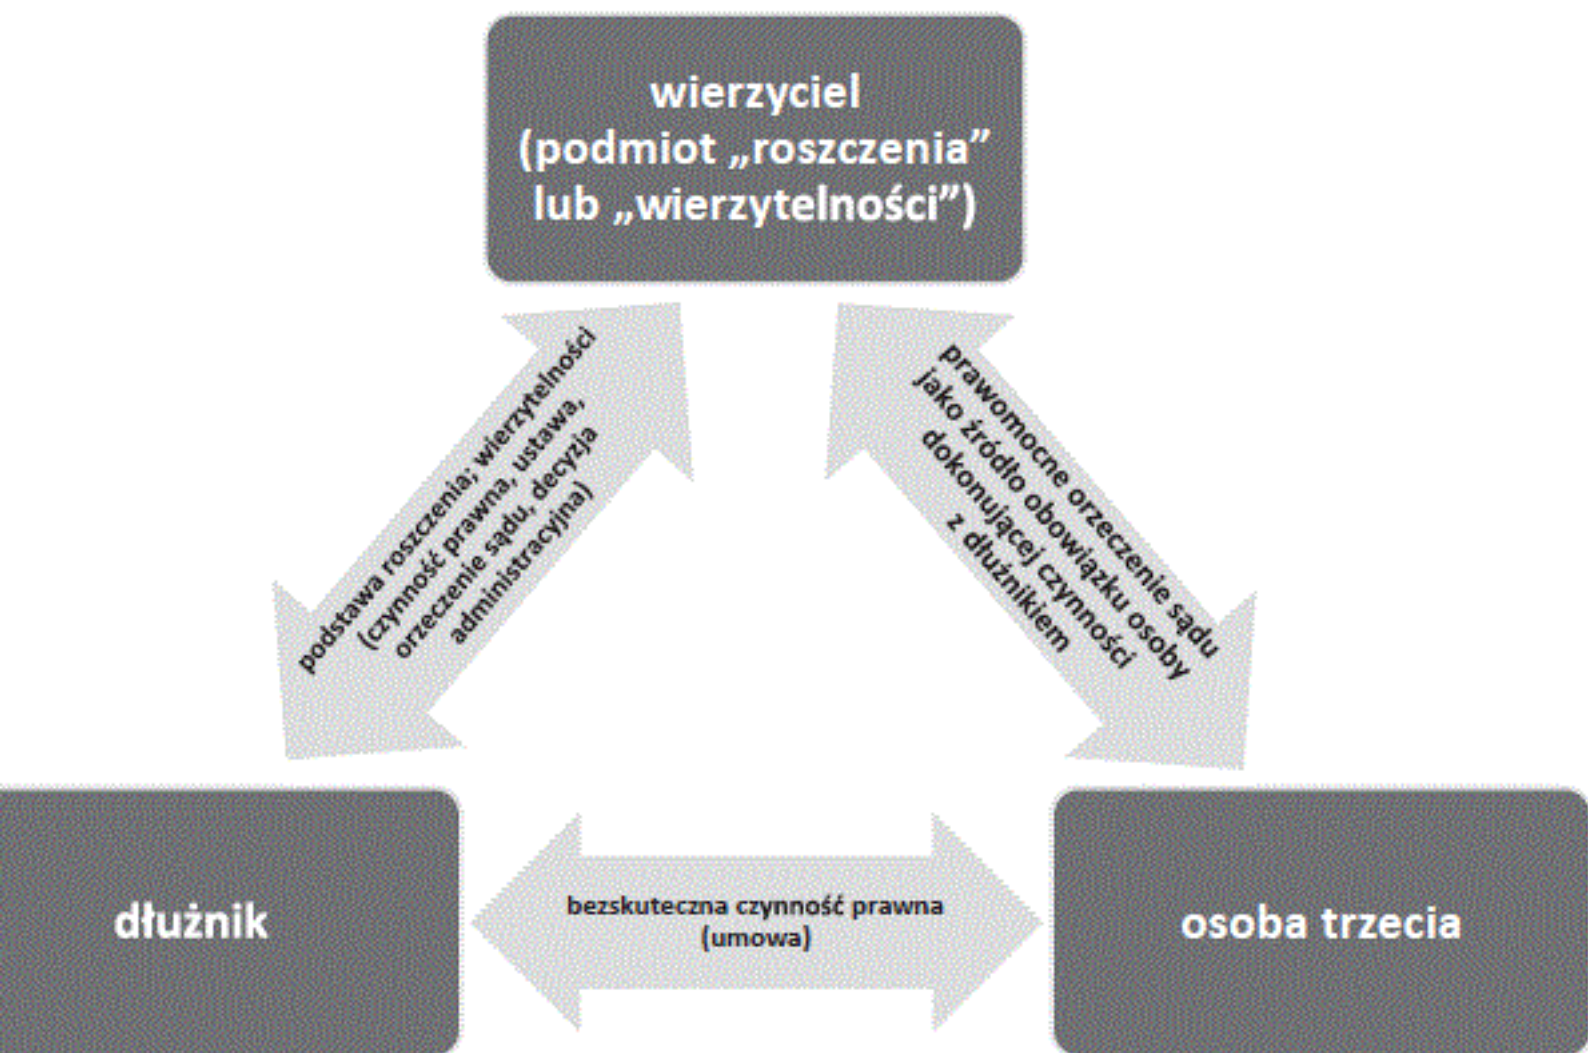 wierzyciel
(podmiot „roszczenia”
lub „wierzytelności”)
podstawa roszczenia; wierzytelności
(czynność prawna, ustawa,
orzeczenie sądu, decyzja
administracyjna)
prawomocne orzeczenie sądu
jako źródło obowiązku osoby
dokonującej czynności
z dłużnikiem
dłużnik
bezskuteczna czynność prawna
(umowa)
osoba trzecia